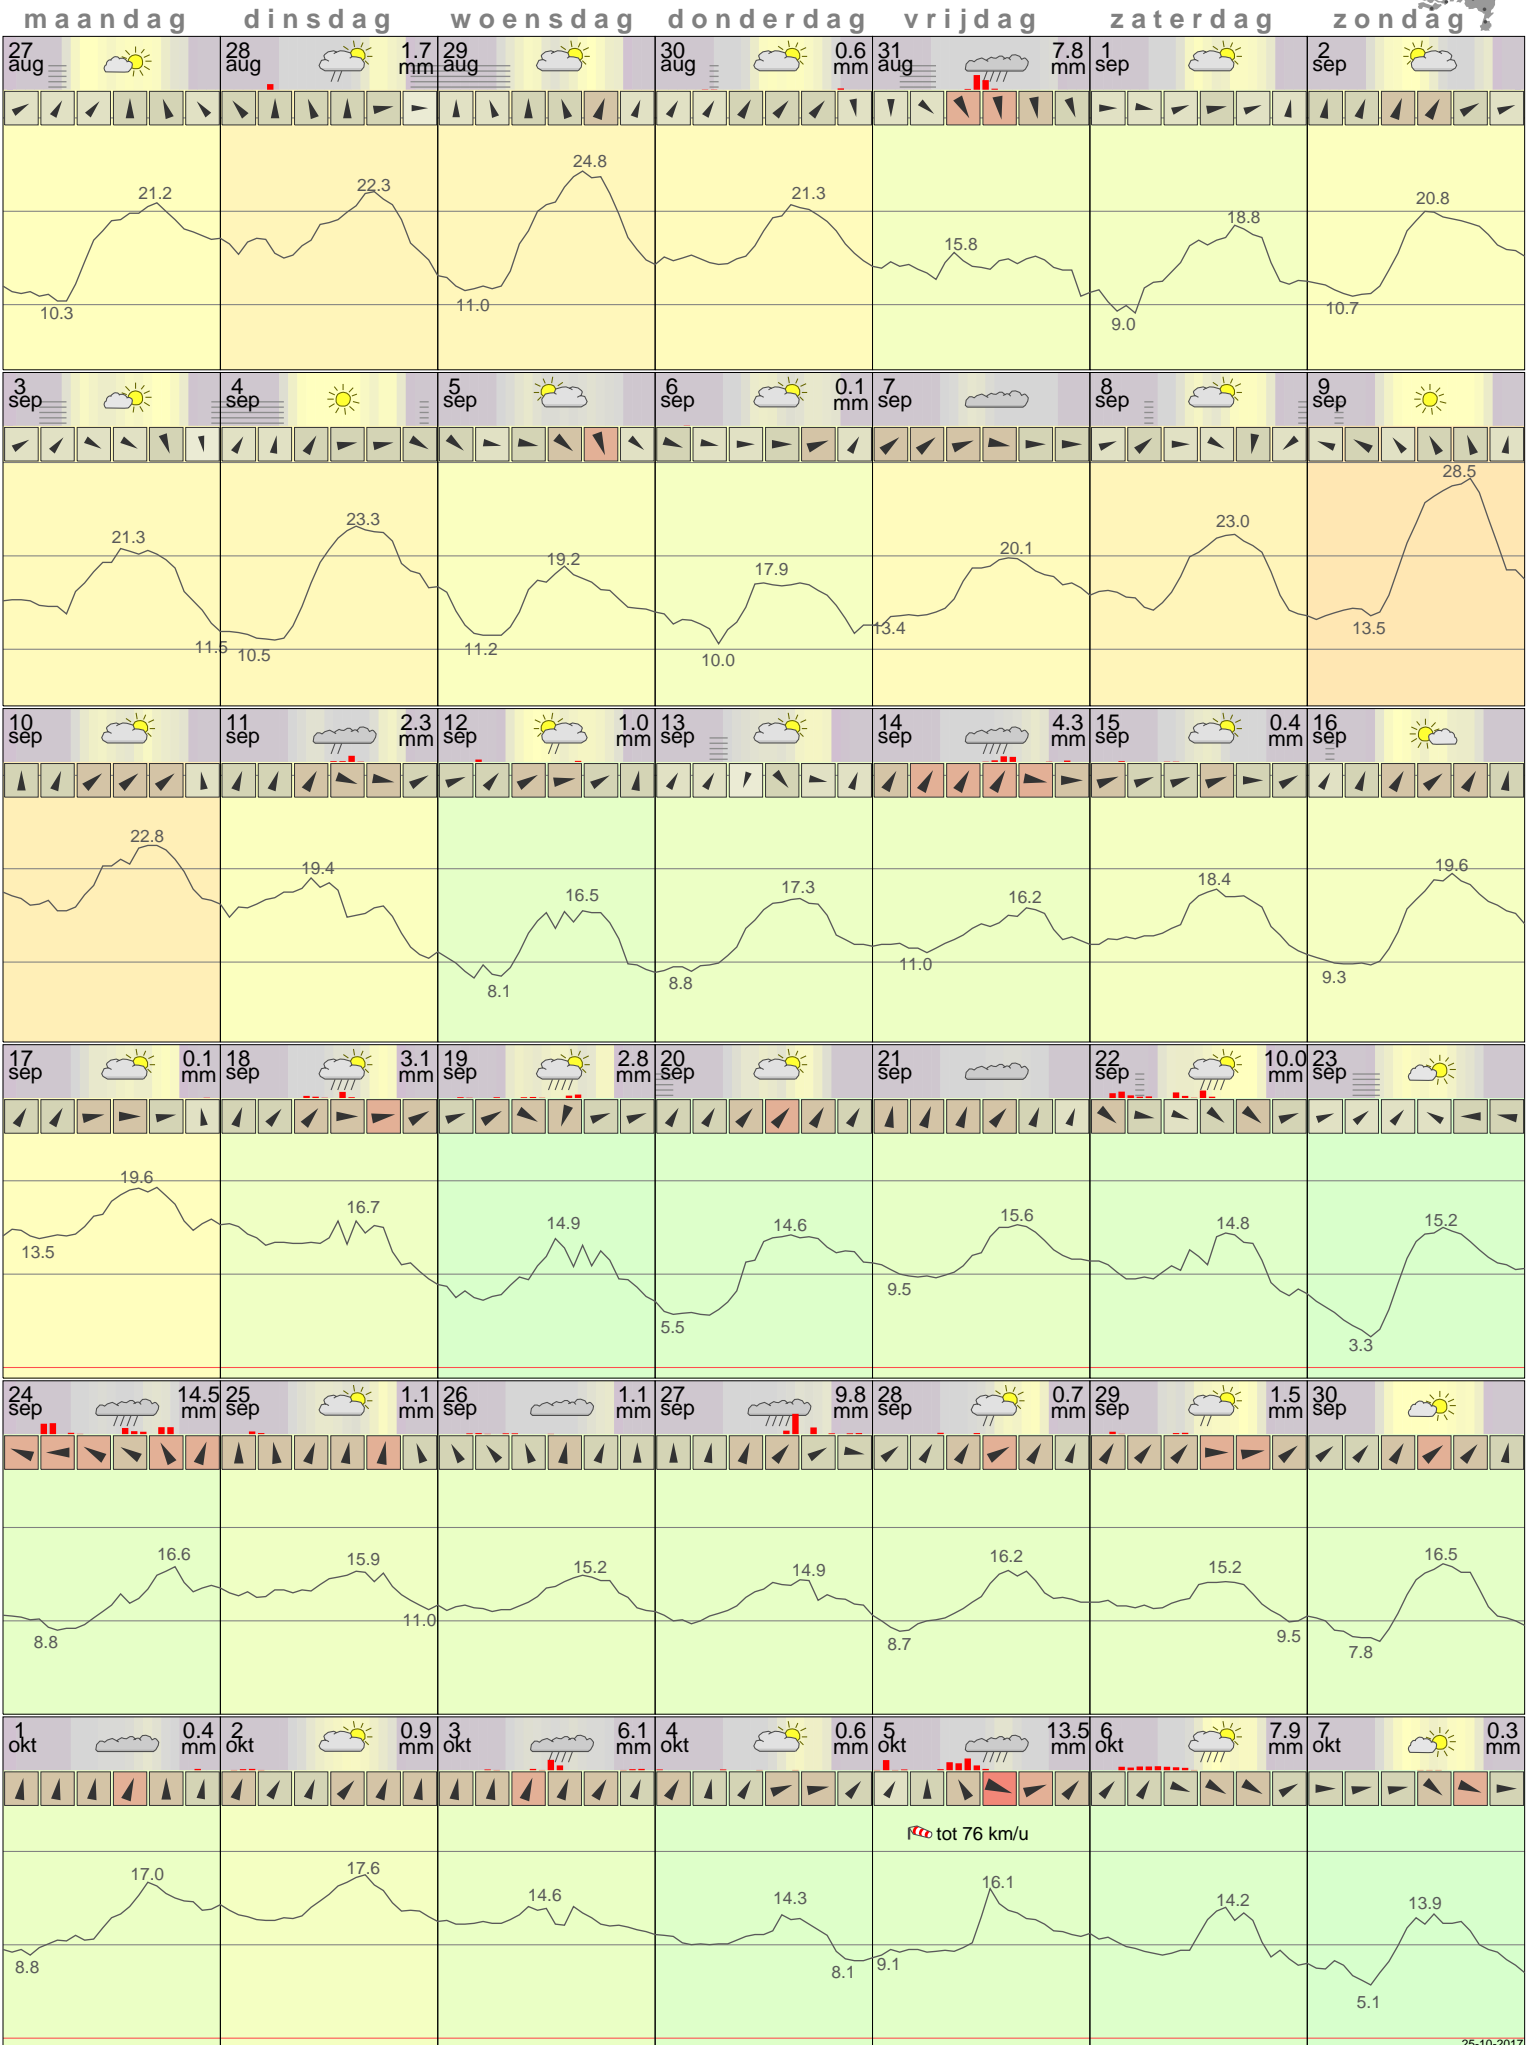 maandag dinsdag woensdag donderdag vrijdag zaterdag zondag
27 aug 28 aug 1.7 mm 29 aug 30 aug 0.6 mm 31 aug 7.8 mm 1 sep 2 sep
21.2 22.3 24.8 21.3 15.8 18.8 20.8
10.3 11.0 9.0 10.7
3 sep 4 sep 5 sep 6 sep 0.1 mm 7 sep 8 sep 9 sep
21.3 23.3 19.2 17.9 20.1 23.0 28.5
11.5 10.5 11.2 10.0 13.4 13.5
10 sep 11 sep 2.3 mm 12 sep 1.0 mm 13 sep 14 sep 4.3 mm 15 sep 0.4 mm 16 sep
22.8 19.4 16.5 17.3 16.2 18.4 19.6
8.1 8.8 11.0 9.3
17 sep 0.1 mm 18 sep 3.1 mm 19 sep 2.8 mm 20 sep 21 sep 22 sep 10.0 mm 23 sep
19.6 16.7 14.9 14.6 15.6 14.8 15.2
13.5 5.5 9.5 3.3
24 sep 14.5 mm 25 sep 1.1 mm 26 sep 1.1 mm 27 sep 9.8 mm 28 sep 0.7 mm 29 sep 1.5 mm 30 sep
16.6 15.9 15.2 14.9 16.2 15.2 16.5
8.8 11.0 8.7 9.5 7.8
1 okt 0.4 mm 2 okt 0.9 mm 3 okt 6.1 mm 4 okt 0.6 mm 5 okt 13.5 mm 6 okt 7.9 mm 7 okt 0.3 mm
tot 76 km/u
17.0 17.6 14.6 14.3 16.1 14.2 13.9
8.8 8.1 9.1 5.1
25-10-2017